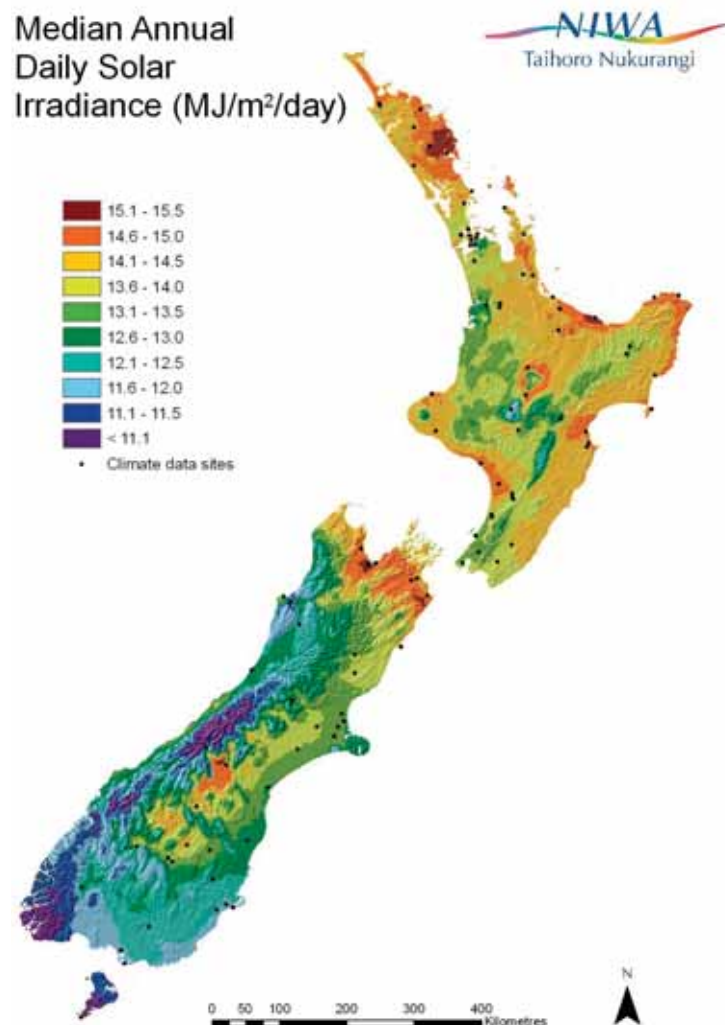 Median Annual
Daily Solar
Irradiance (MJ/m²/day)
NIWA
Taihoro Nukurangi
15.1 - 15.5
14.6 - 15.0
14.1 - 14.5
13.6 - 14.0
13.1 - 13.5
12.6 - 13.0
12.1 - 12.5
11.6 - 12.0
11.1 - 11.5
< 11.1
Climate data sites
N
0 50 100 200 300 400
Kilometres